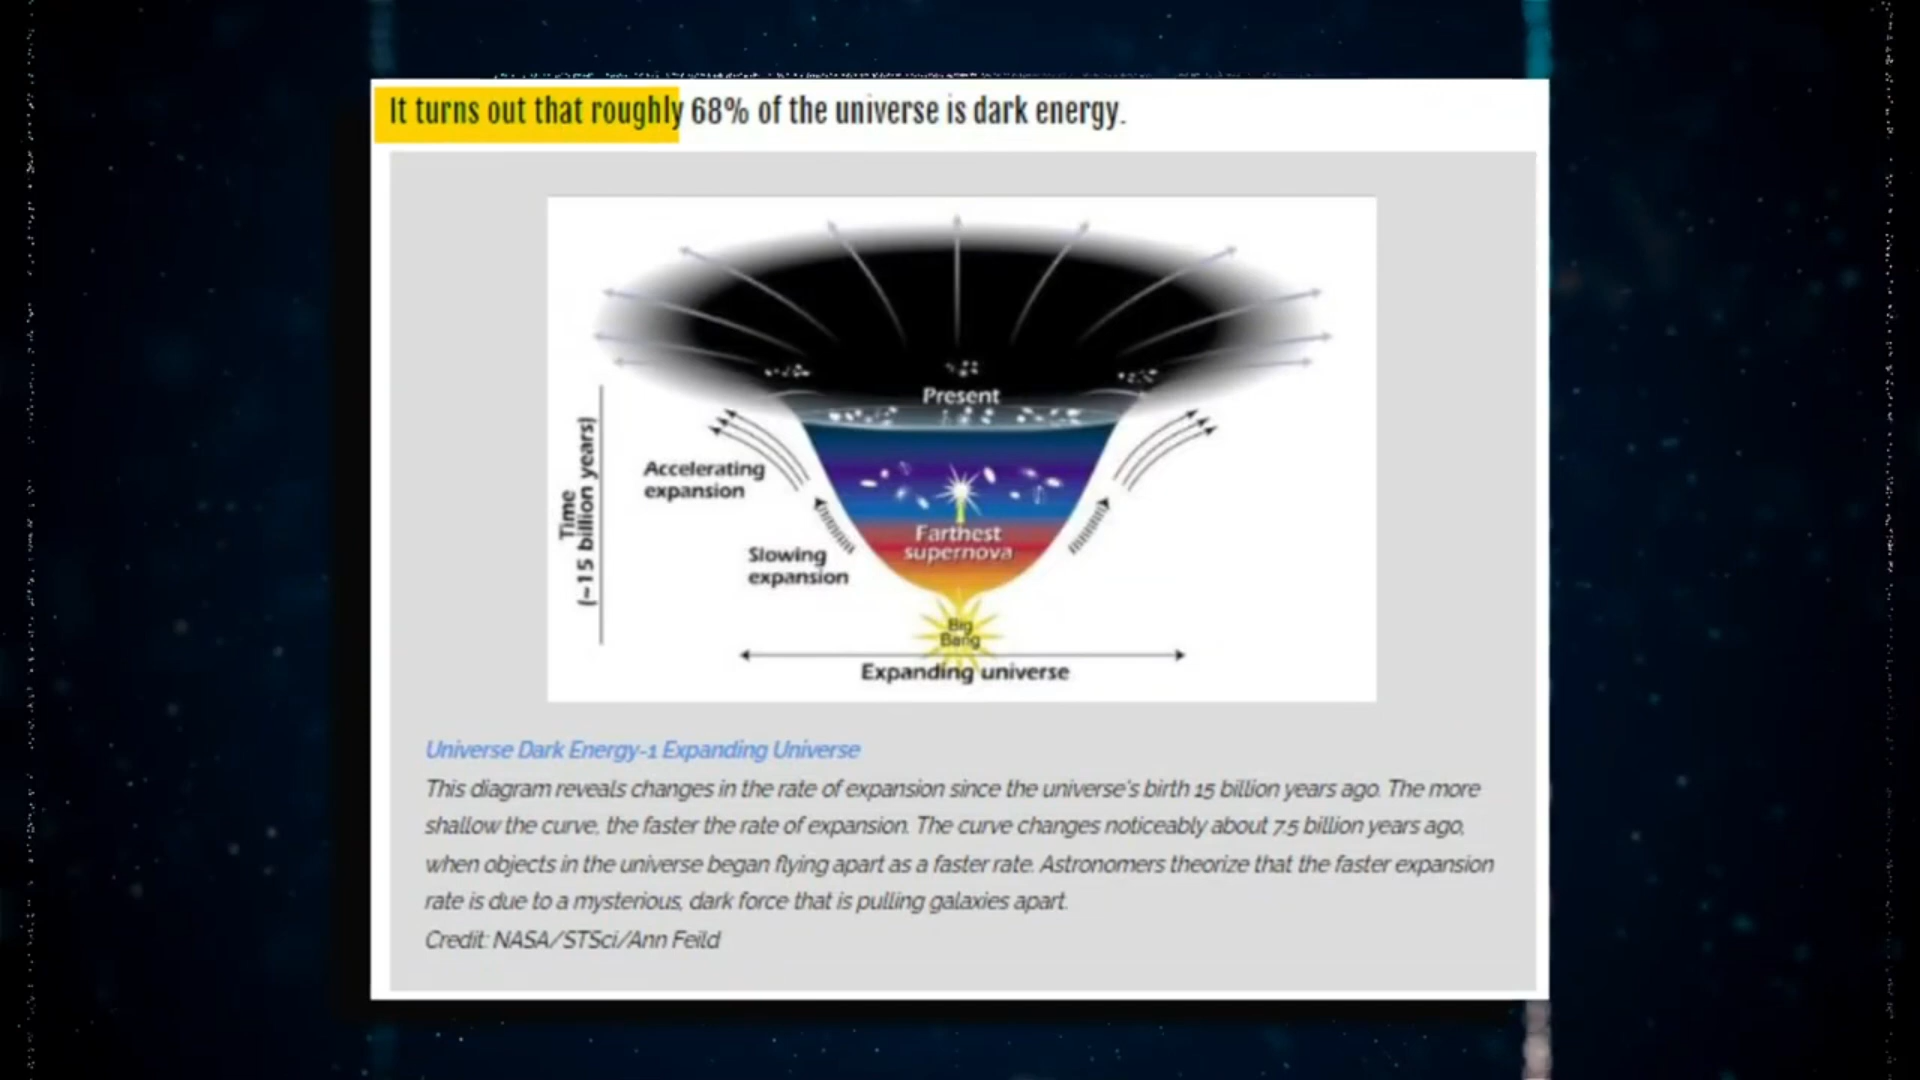 It turns out that roughly 68% of the universe is dark energy.
Present
Time
(~15 billion years)
Accelerating
expansion
Farthest
supernova
Slowing
expansion
Big
Bang
Expanding universe
Universe Dark Energy-1 Expanding Universe
This diagram reveals changes in the rate of expansion since the universe's birth 15 billion years ago. The more
shallow the curve, the faster the rate of expansion. The curve changes noticeably about 7.5 billion years ago,
when objects in the universe began flying apart as a faster rate. Astronomers theorize that the faster expansion
rate is due to a mysterious, dark force that is pulling galaxies apart.
Credit: NASA/STSci/Ann Feild